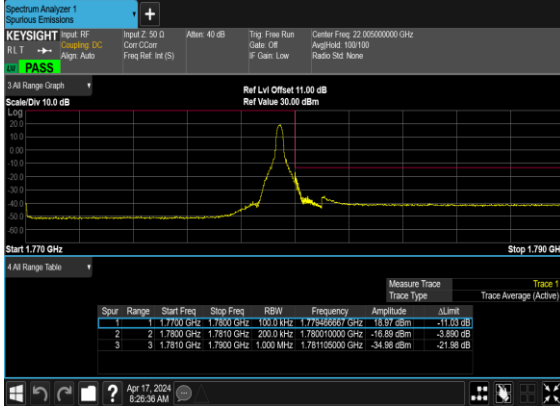 Spectrum Analyzer 1
Spurious Emissions
+
KEYSIGHT Input: RF Input Z: 50 Ω Atten: 40 dB Trig: Free Run Center Freq: 22.005000000 GHz
RLT Coupling: DC Corr CCorr Gate: Off Avg|Hold: 100/100
Align: Auto Freq Ref: Int (S) IF Gain: Low Radio Std: None
LXI PASS
3 All Range Graph
Ref Lvl Offset 11.00 dB
Scale/Div 10.0 dB Ref Value 30.00 dBm
Log
20.0
10.0
0.00
-10.0
-20.0
-30.0
-40.0
-50.0
-60.0
Start 1.770 GHz Stop 1.790 GH
4 All Range Table
Measure Trace Trace 1
Trace Type Trace Average (Active)
Spur Range Start Freq Stop Freq RBW Frequency Amplitude ΔLimit
1 1 1.7700 GHz 1.7800 GHz 100.0 kHz 1.779466667 GHz 18.97 dBm -11.03 dB
2 2 1.7800 GHz 1.7810 GHz 200.0 kHz 1.780010000 GHz -16.89 dBm -3.890 dB
3 3 1.7810 GHz 1.7900 GHz 1.000 MHz 1.781105000 GHz -34.98 dBm -21.98 dB
? Apr 17, 2024
8:26:36 AM